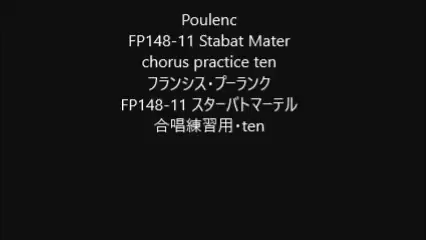 Poulenc
FP148-11 Stabat Mater
chorus practice ten
フランシス・プーランク
FP148-11 スターバトマーテル
合唱練習用・ten